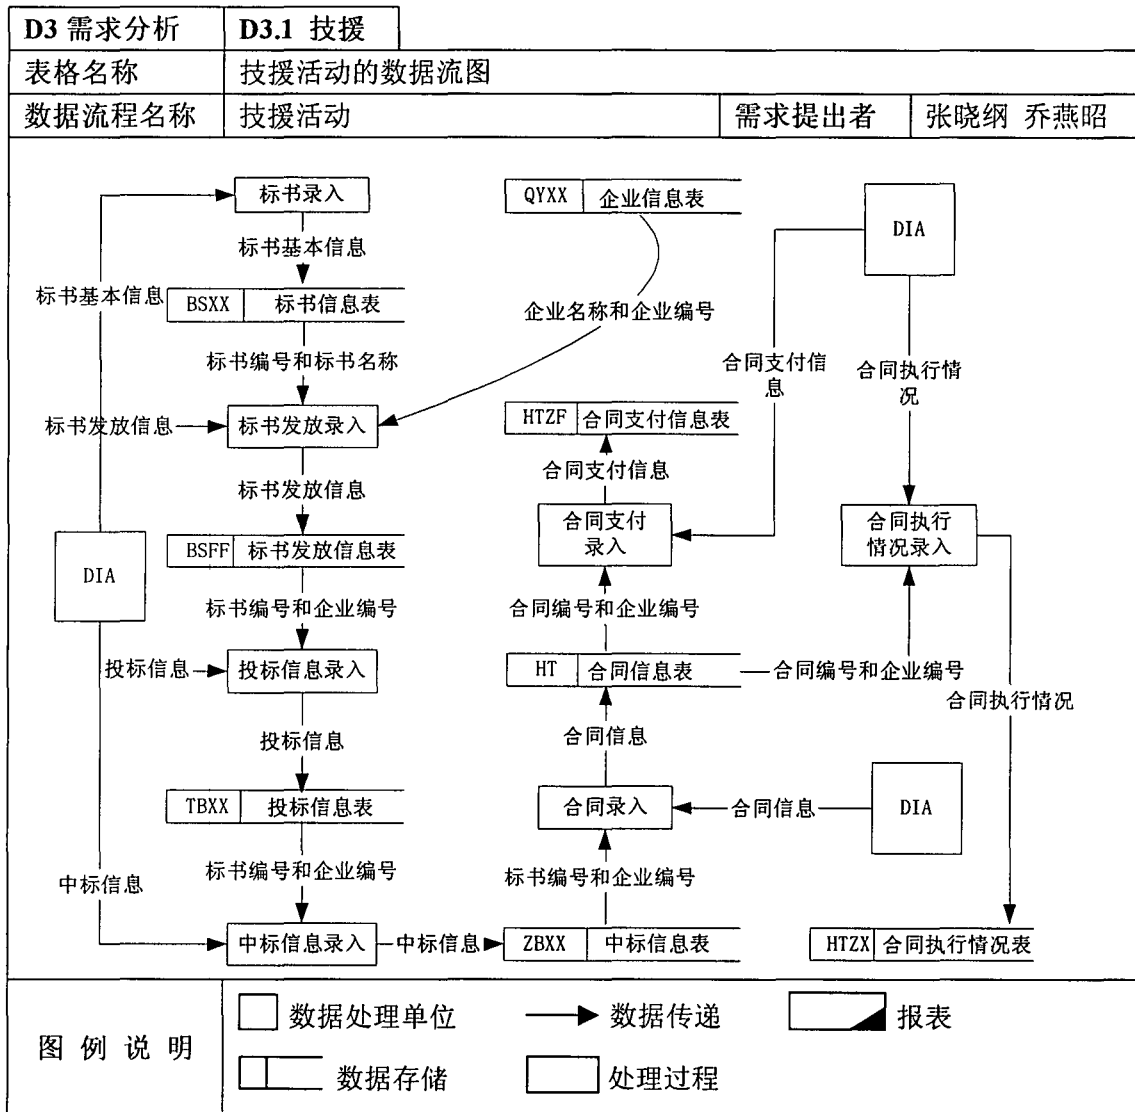 D3 需求分析 D3.1 技援
表格名称 技援活动的数据流图
数据流程名称 技援活动 需求提出者 张晓纲 乔燕昭
标书录入
QYXX 企业信息表
DIA
标书基本信息
标书基本信息
BSXX 标书信息表
企业名称和企业编号
标书编号和标书名称
合同支付信
息
合同执行情
况
标书发放信息
标书发放录入
HTZF 合同支付信息表
合同支付信息
标书发放信息
合同支付
录入
合同执行
情况录入
BSFF 标书发放信息表
DIA
标书编号和企业编号
合同编号和企业编号
投标信息
投标信息录入
HT 合同信息表
合同编号和企业编号
合同执行情况
投标信息
合同信息
TBXX 投标信息表
合同录入
合同信息
DIA
标书编号和企业编号
标书编号和企业编号
中标信息
中标信息录入
中标信息
ZBXX 中标信息表
HTZX 合同执行情况表
图例说明
数据处理单位
数据传递
报表
数据存储
处理过程